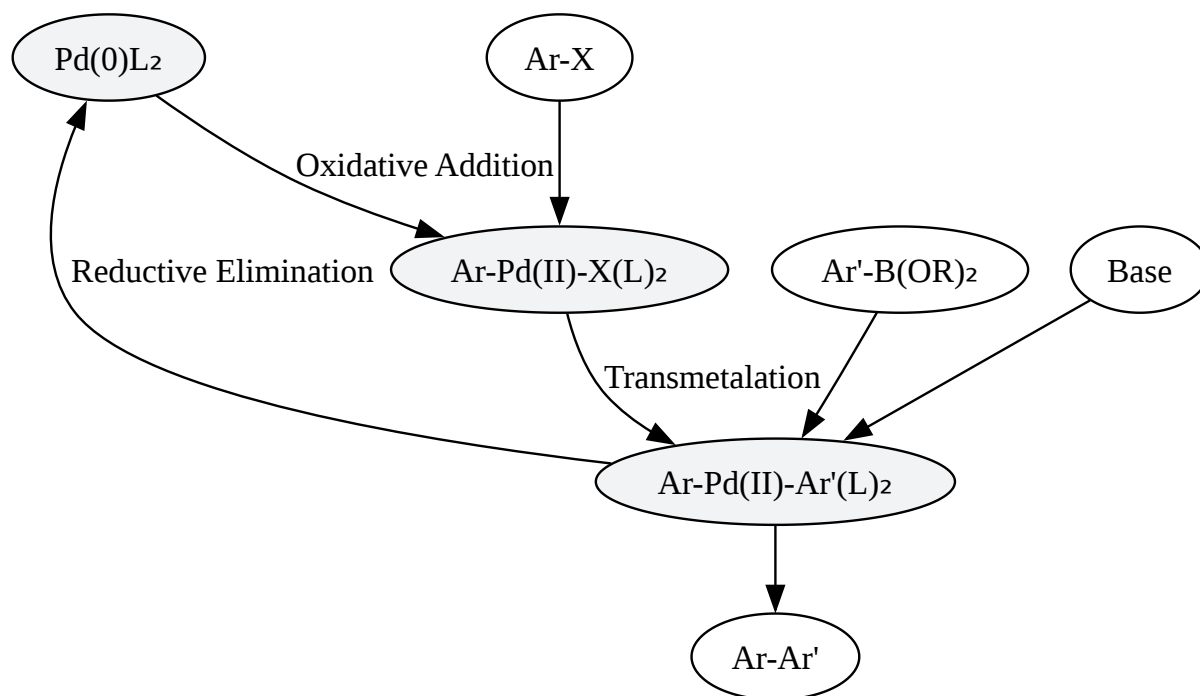 Pd(0)L₂
Ar-X
Oxidative Addition
Reductive Elimination
Ar-Pd(II)-X(L)₂
Ar'-B(OR)₂
Base
Transmetalation
Ar-Pd(II)-Ar'(L)₂
Ar-Ar'